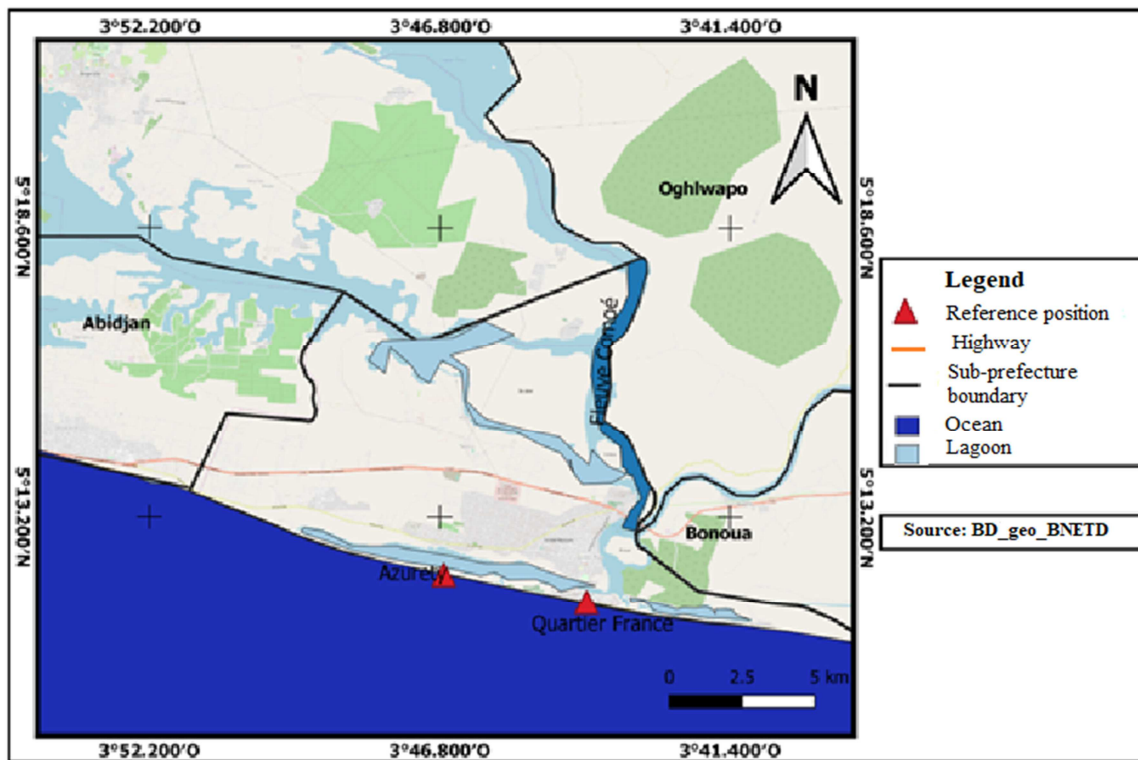 3°52.200’O 3°46.800’O 3°41.400’O
N
Oghlwapo
5°18.600’N 5°18.600’N
Abidjan
Fleuve Comoé
Legend
Reference position
Highway
Sub-prefecture
boundary
Ocean
Lagoon
5°13.200’N 5°13.200’N
Bonoua
Source: BD_geo_BNETD
Azurety
Quartier France
0 2.5 5 km
3°52.200’O 3°46.800’O 3°41.400’O